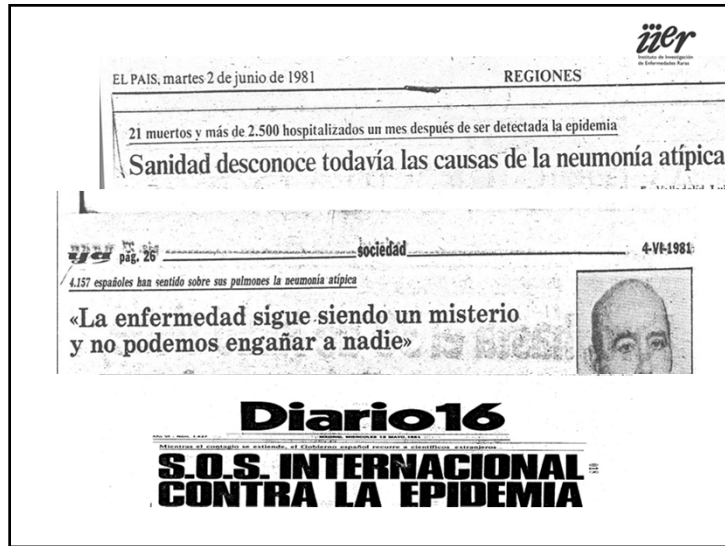 iier
Instituto de Investigación
de Enfermedades Raras
EL PAIS, martes 2 de junio de 1981 REGIONES
21 muertos y más de 2.500 hospitalizados un mes después de ser detectada la epidemia
Sanidad desconoce todavía las causas de la neumonía atípica
ya pág. 26 sociedad 4-VI-1981
4.157 españoles han sentido sobre sus pulmones la neumonía atípica
«La enfermedad sigue siendo un misterio
y no podemos engañar a nadie»
Diario16
MADRID, MIERCOLES 13 MAYO, 1981
Mientras el contagio se extiende, el Gobierno español recurre a científicos extranjeros
S.O.S. INTERNACIONAL
CONTRA LA EPIDEMIA